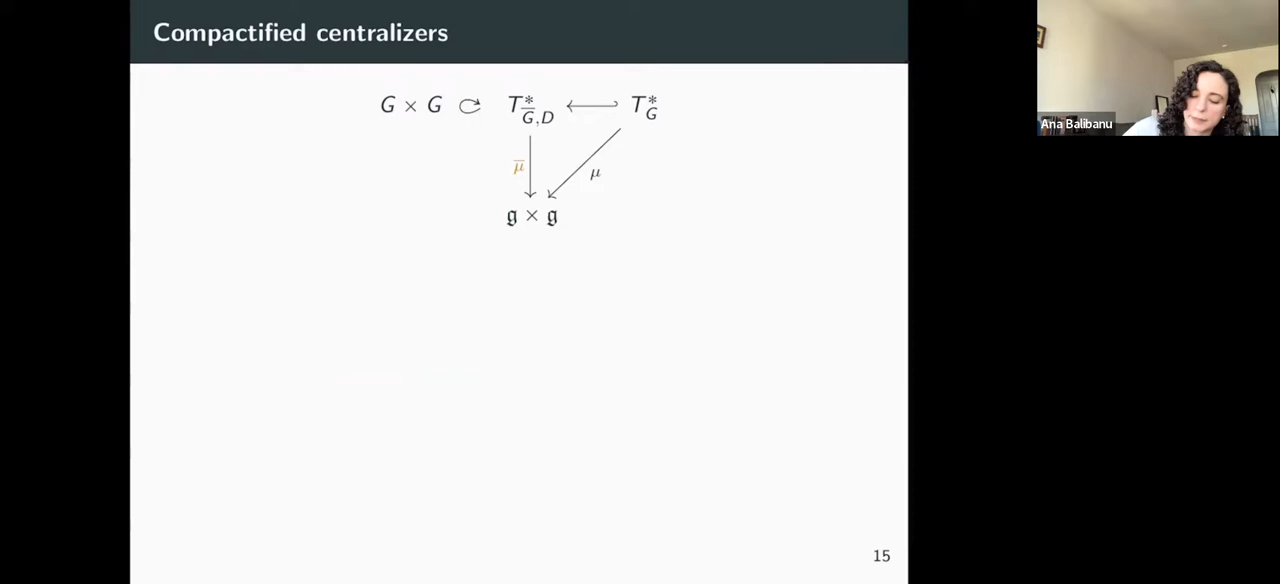 Compactified centralizers
G × G ⟳ T*_{\overline{G},D} ↩ T*_G
\overline{μ} μ
𝔤 × 𝔤
15
Ana Balibanu